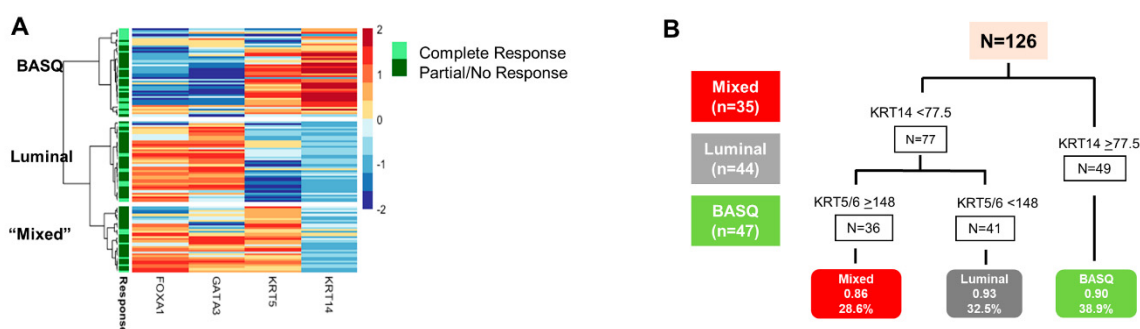 A
BASQ
Luminal
“Mixed”
Response
FOXA1
GATA3
KRT5
KRT14
2
1
0
-1
-2
Complete Response
Partial/No Response
B
N=126
Mixed
(n=35)
Luminal
(n=44)
BASQ
(n=47)
KRT14 <77.5
N=77
KRT14 ≥77.5
N=49
KRT5/6 ≥148
N=36
KRT5/6 <148
N=41
Mixed
0.86
28.6%
Luminal
0.93
32.5%
BASQ
0.90
38.9%